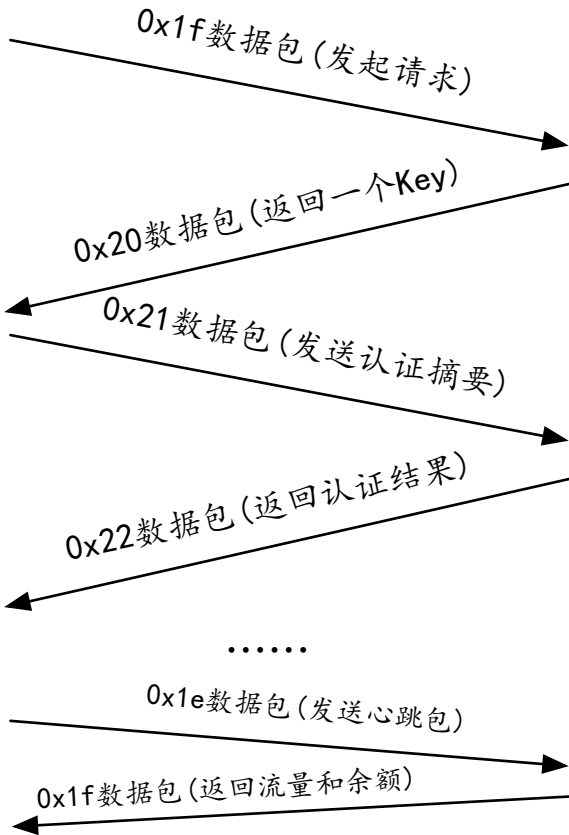 0x1f数据包(发起请求)
0x20数据包(返回一个Key)
0x21数据包(发送认证摘要)
0x22数据包(返回认证结果)
......
0x1e数据包(发送心跳包)
0x1f数据包(返回流量和余额)